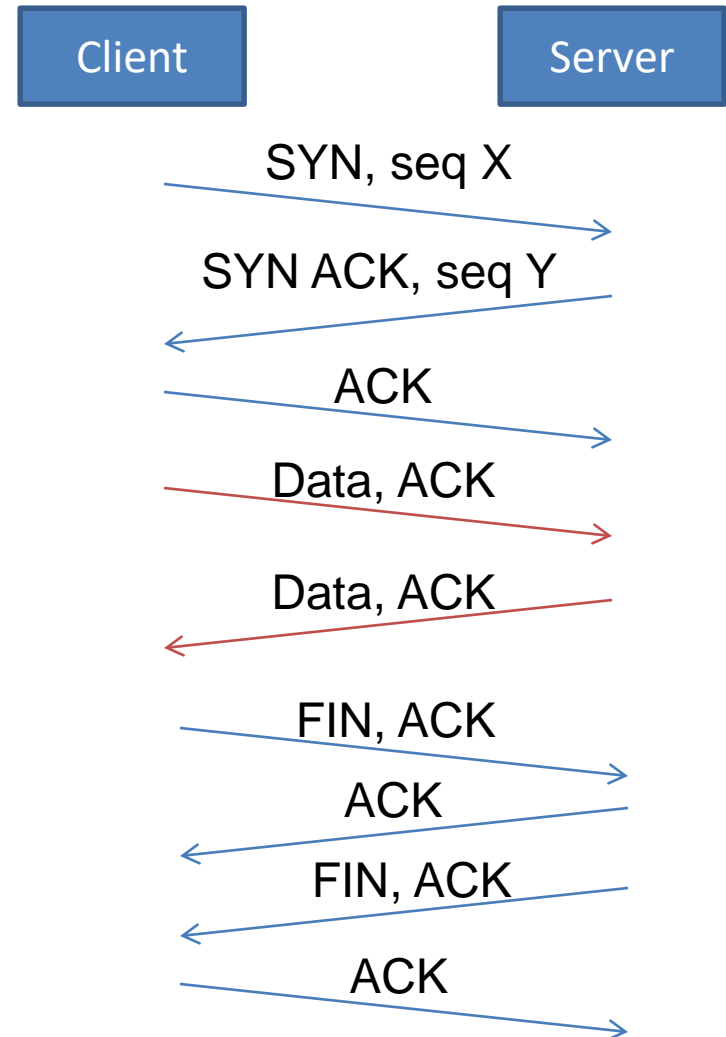 Client
Server
SYN, seq X
SYN ACK, seq Y
ACK
Data, ACK
Data, ACK
FIN, ACK
ACK
FIN, ACK
ACK